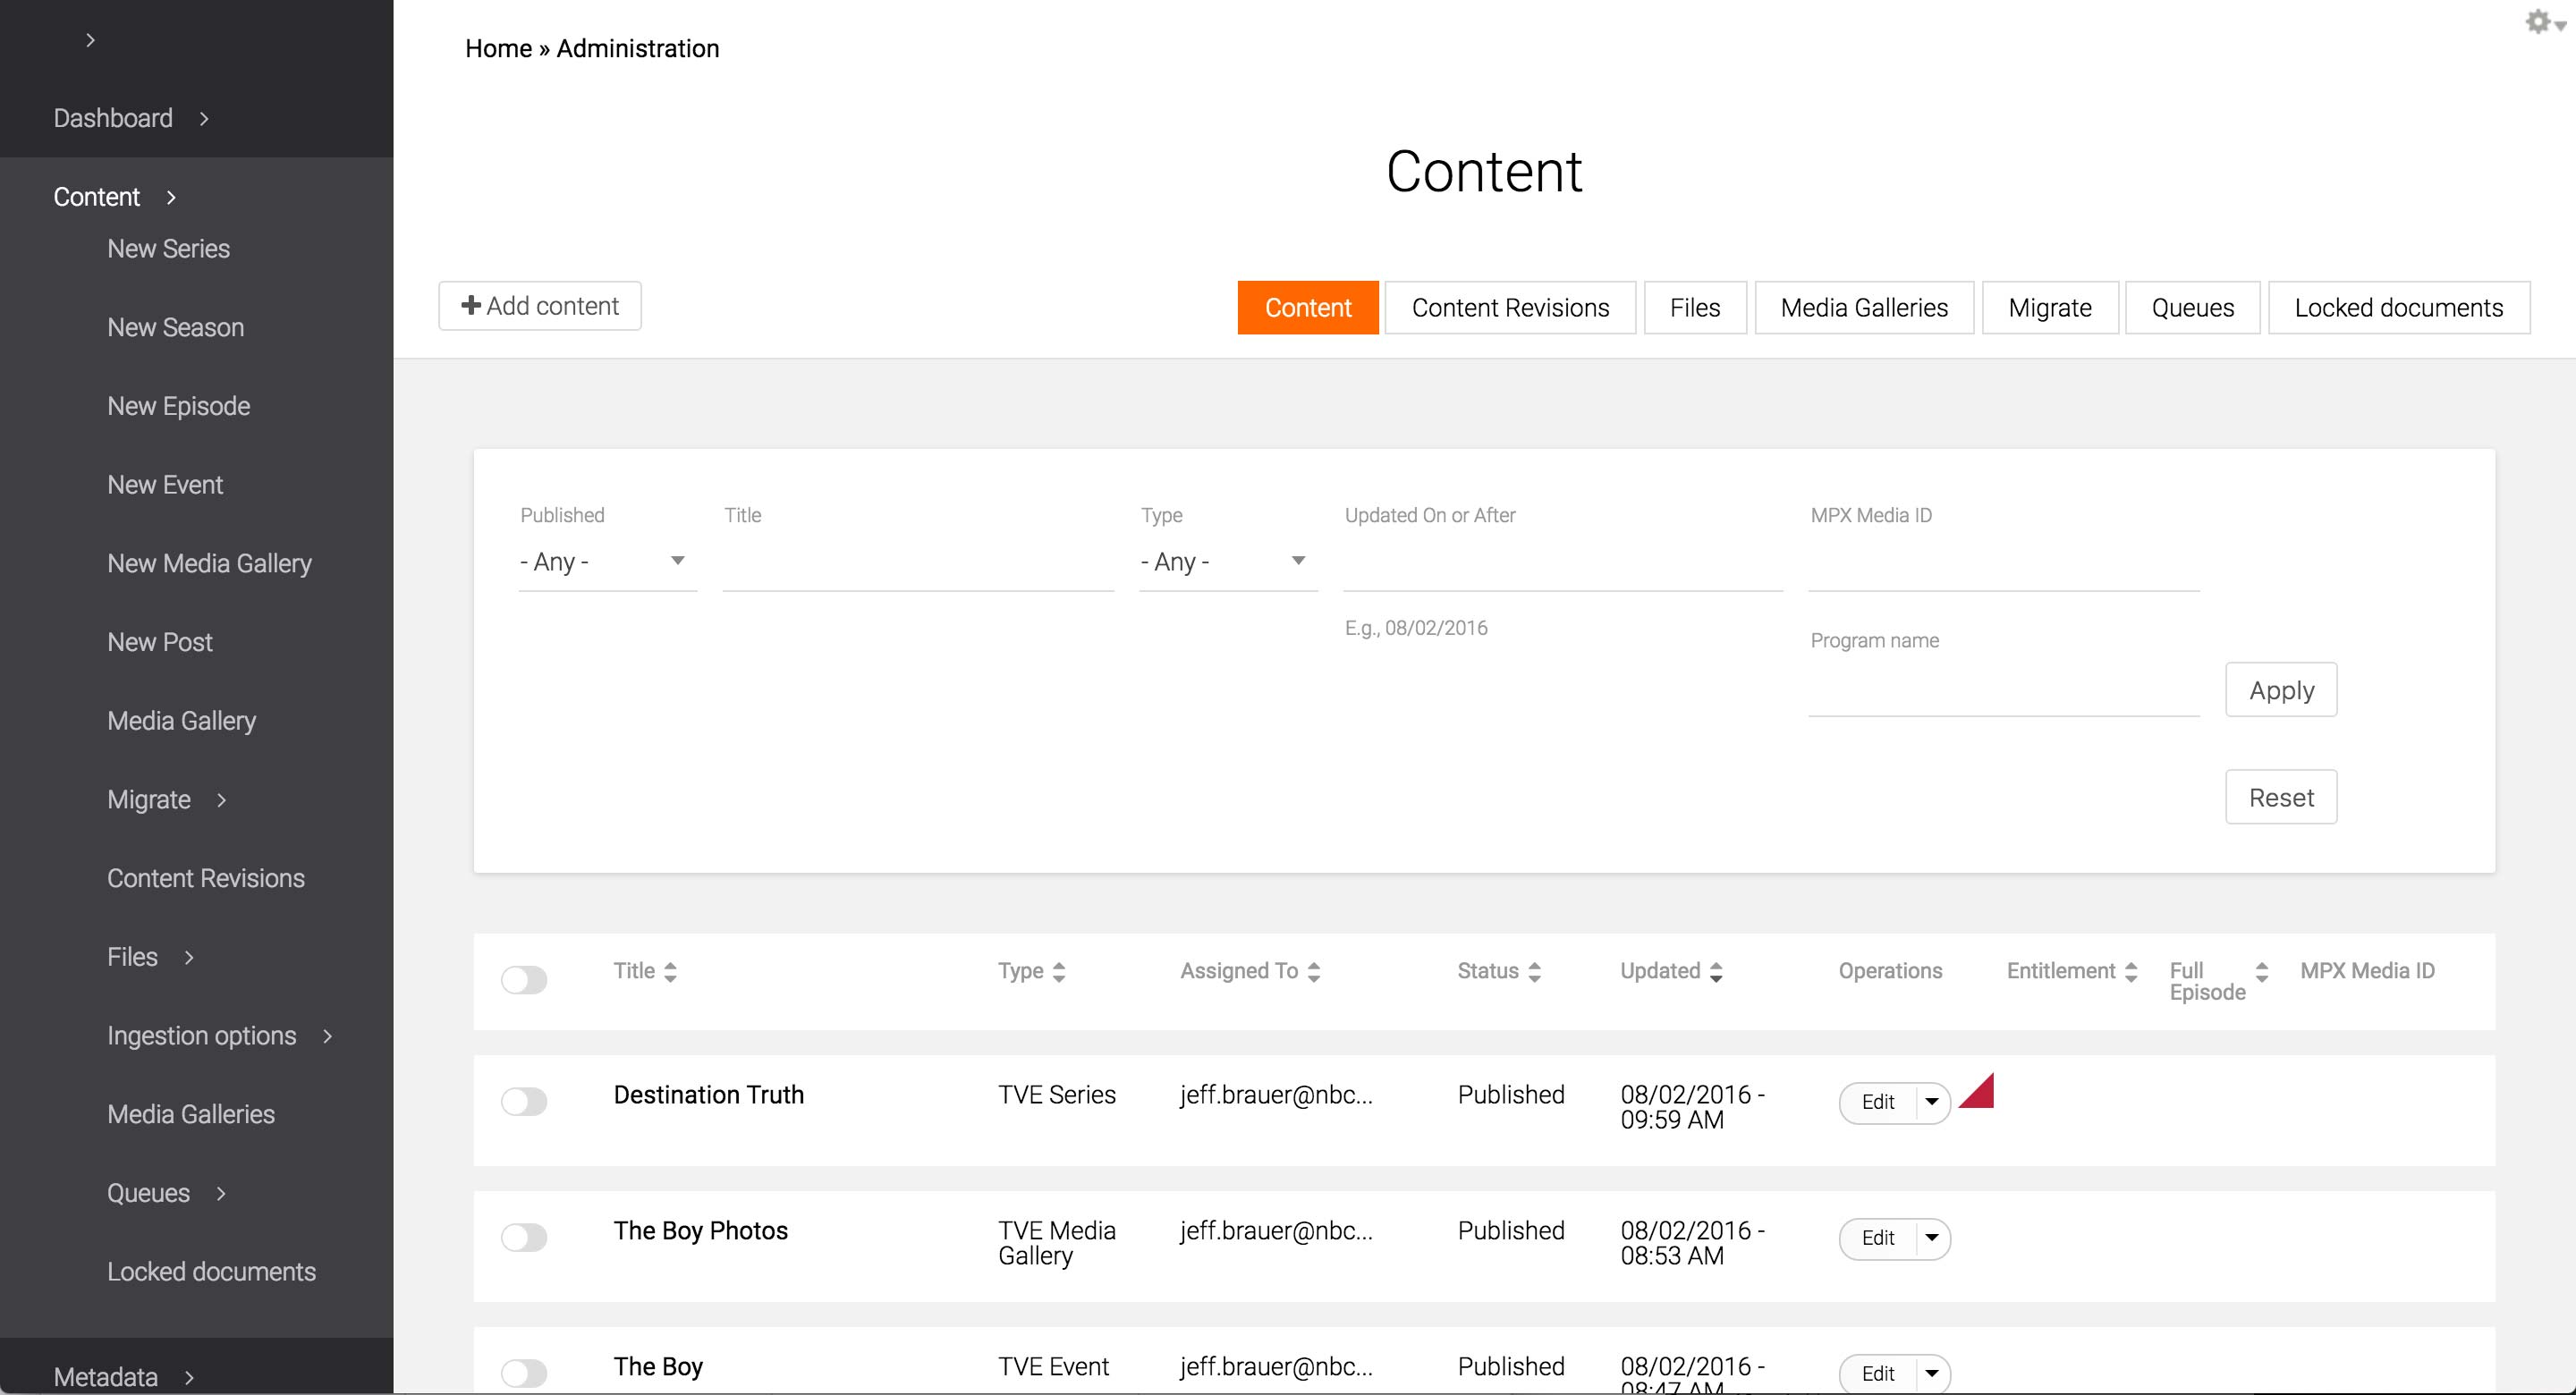 Home » Administration
Dashboard
Content
New Series
New Season
New Episode
New Event
New Media Gallery
New Post
Media Gallery
Migrate
Content Revisions
Files
Ingestion options
Media Galleries
Queues
Locked documents
Metadata
Content
Add content
Content Content Revisions Files Media Galleries Migrate Queues Locked documents
Published Title Type Updated On or After MPX Media ID
- Any - - Any -
E.g., 08/02/2016
Program name
Apply
Reset
Title Type Assigned To Status Updated Operations Entitlement Full MPX Media ID
Episode
Destination Truth TVE Series jeff.brauer@nbc... Published 08/02/2016 - Edit
09:59 AM
The Boy Photos TVE Media jeff.brauer@nbc... Published 08/02/2016 - Edit
Gallery 08:53 AM
The Boy TVE Event jeff.brauer@nbc... Published 08/02/2016 - Edit
08:47 AM